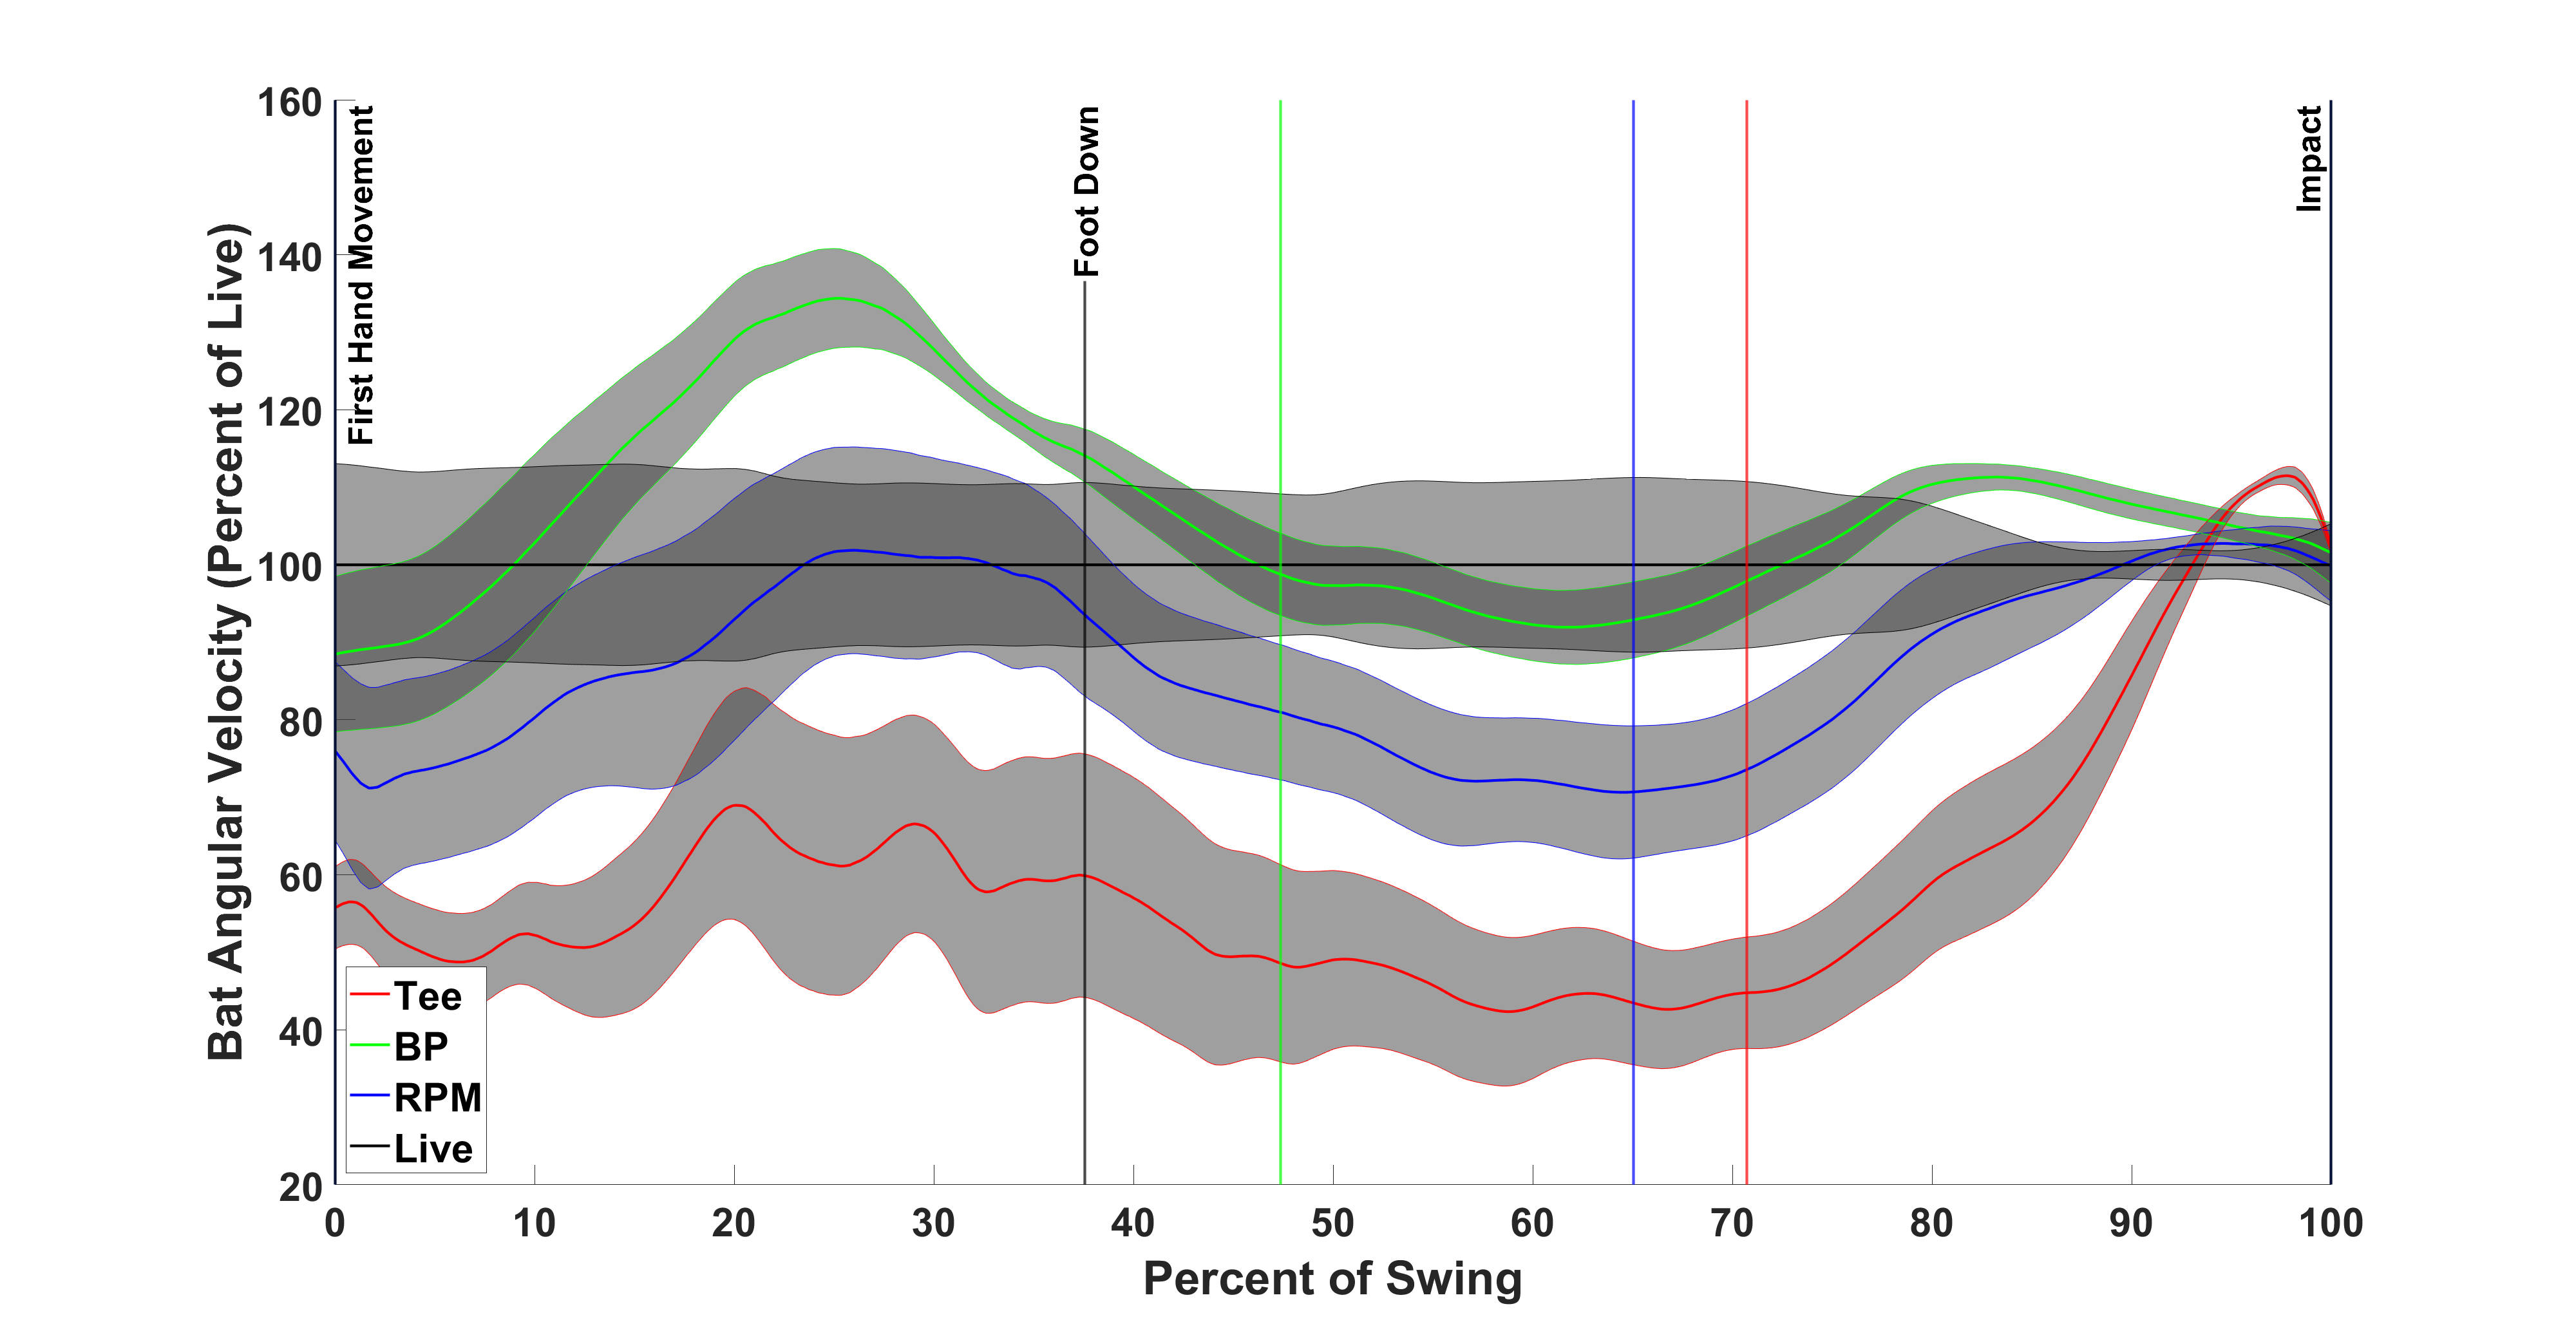 160
140
120
100
80
60
40
20
Bat Angular Velocity (Percent of Live)
First Hand Movement
Foot Down
Impact
Tee
BP
RPM
Live
0 10 20 30 40 50 60 70 80 90 100
Percent of Swing